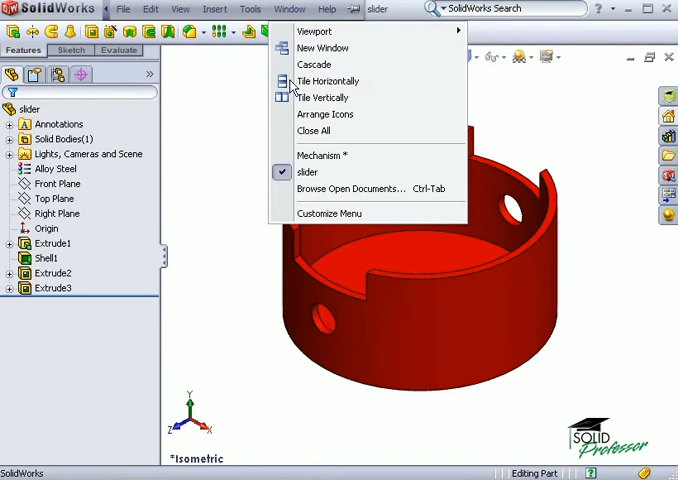 SolidWorks File Edit View Insert Tools Window Help slider SolidWorks Search
Features Sketch Evaluate
slider
Annotations
Solid Bodies(1)
Lights, Cameras and Scene
Alloy Steel
Front Plane
Top Plane
Right Plane
Origin
Extrude1
Shell1
Extrude2
Extrude3
Viewport
New Window
Cascade
Tile Horizontally
Tile Vertically
Arrange Icons
Close All
Mechanism *
slider
Browse Open Documents... Ctrl-Tab
Customize Menu
Y
Z
X
*Isometric
SOLID
Professor
SolidWorks Editing Part